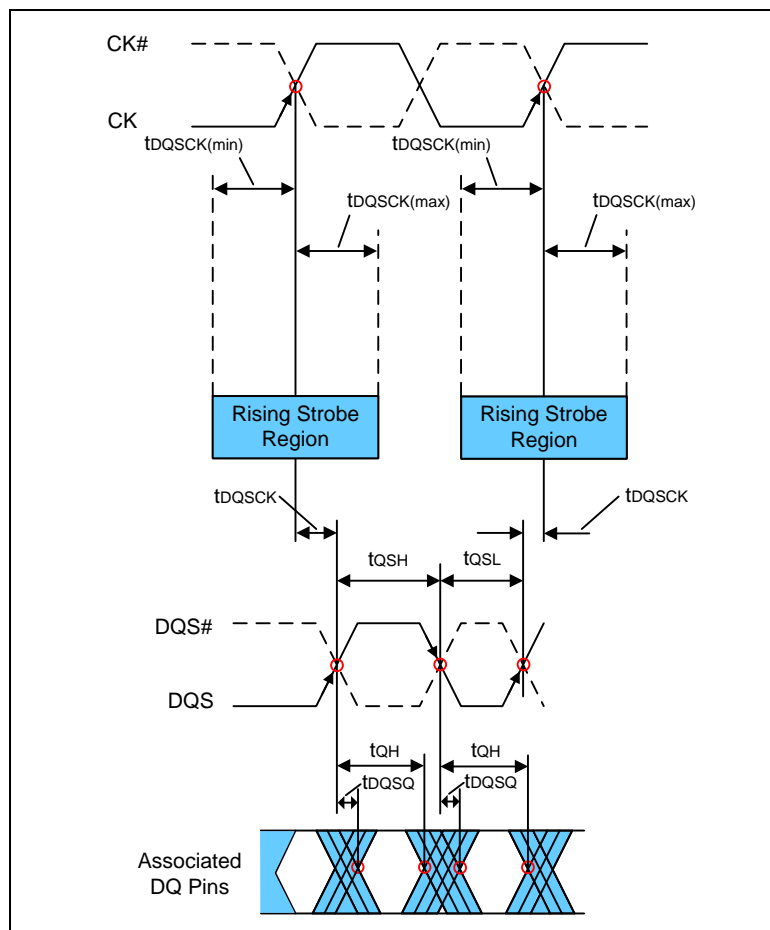 CK#
CK
tDQSCK(min)
tDQSCK(min)
tDQSCK(max)
tDQSCK(max)
Rising Strobe
Region
Rising Strobe
Region
tDQSCK
tDQSCK
tQSH
tQSL
DQS#
DQS
tQH
tQH
tDQSQ
tDQSQ
Associated
DQ Pins